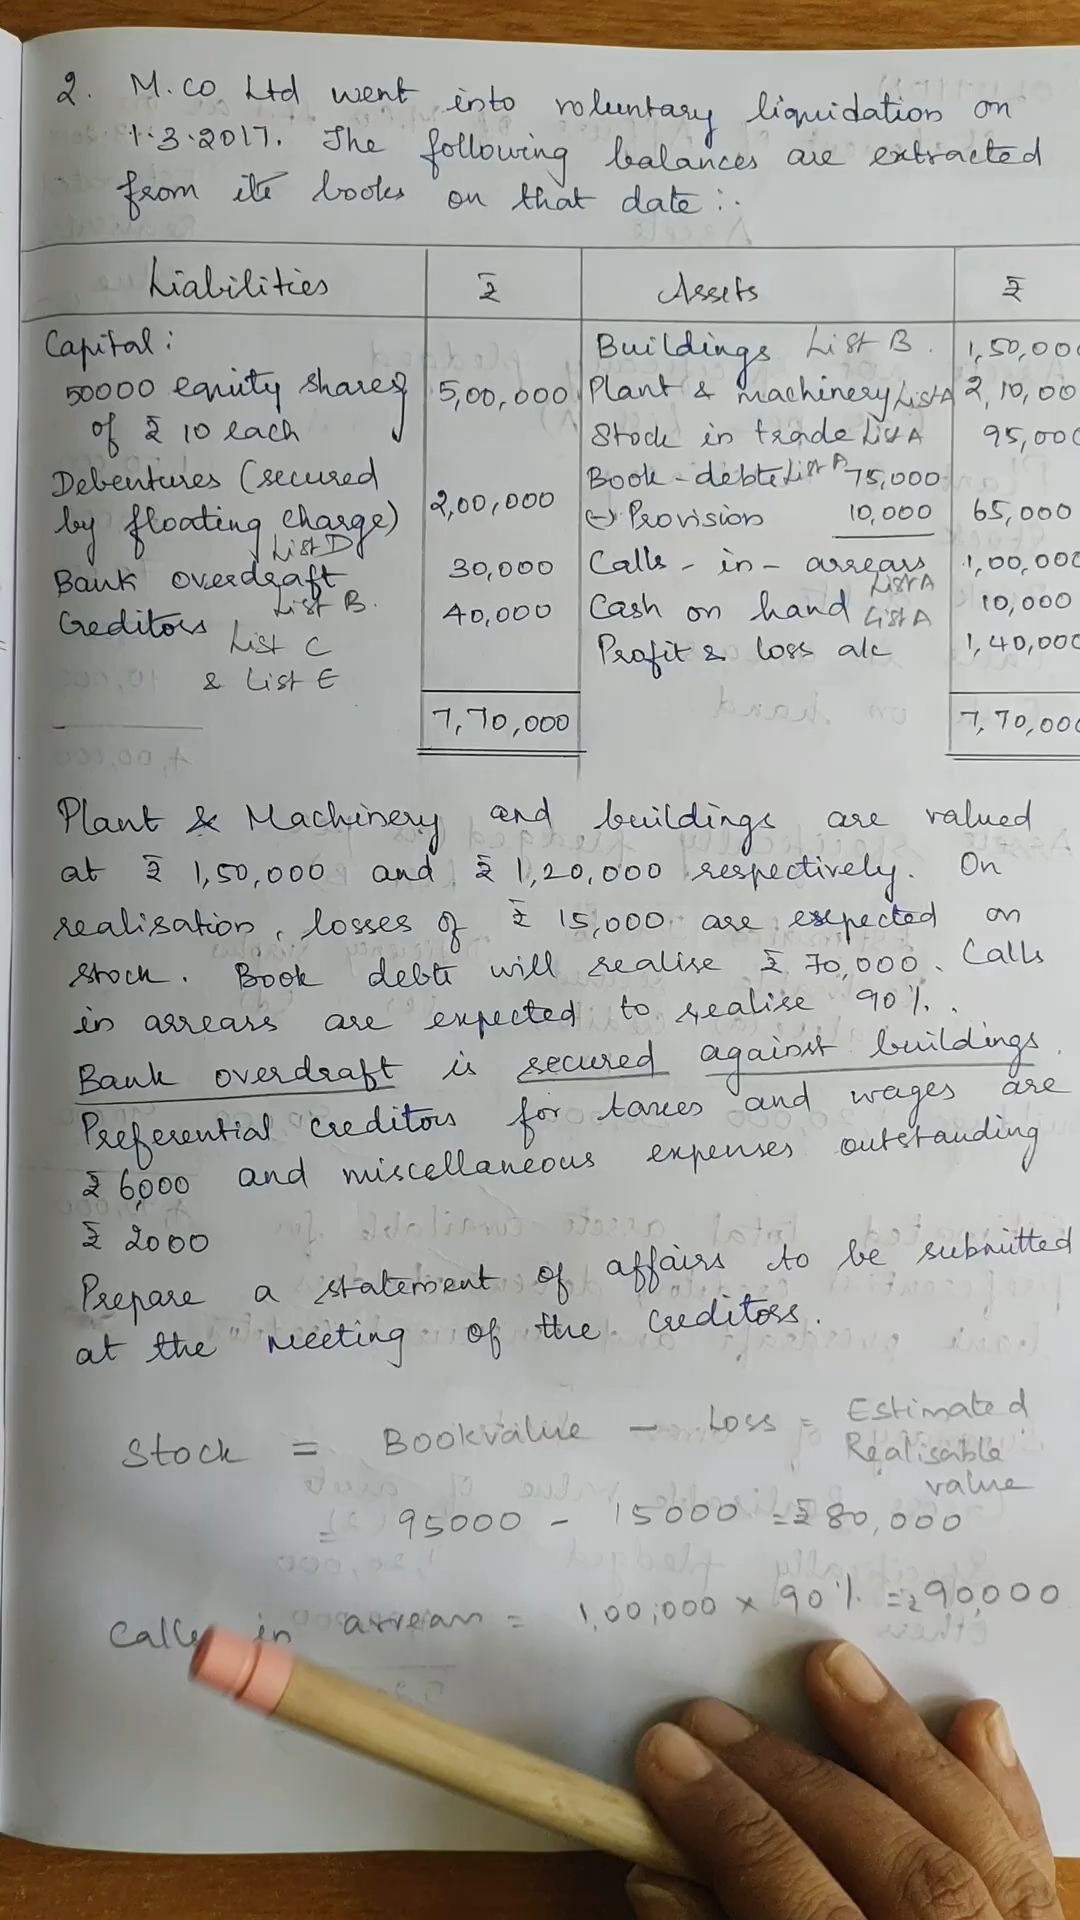 2. M.co Ltd went into voluntary liquidation on
1.3.2017. The following balances are extracted
from its books on that date :-
Liabilities ₹ Assets ₹
Capital :
50000 equity shares
of ₹ 10 each 5,00,000
Debentures (secured
by floating charge) 2,00,000
List D
Bank overdraft 30,000
List B.
Creditors 40,000
List C
& List E
7,70,000
Buildings List B. 1,50,000
Plant & machinery List A 2,10,00
Stock in trade List A 95,000
Book-debts List A 75,000
(-) Provision 10,000 65,000
Calls-in-arrears 1,00,000
List A
Cash on hand List A 10,000
Profit & loss a/c 1,40,000
7,70,000
Plant & Machinery and buildings are valued
at ₹ 1,50,000 and ₹ 1,20,000 respectively. On
realisation, losses of ₹ 15,000 are expected on
stock. Book debts will realise ₹ 70,000. Calls
in arrears are expected to realise 90%.
Bank overdraft is secured against buildings.
Preferential creditors for taxes and wages are
₹ 6,000 and miscellaneous expenses outstanding
₹ 2000
Prepare a statement of affairs to be submitted
at the meeting of the creditors.
Stock = Bookvalue - Loss = Estimated
Realisable
value
= 95000 - 15000 = ₹ 80,000
Calls in arrears = 1,00,000 x 90% = ₹ 90,000